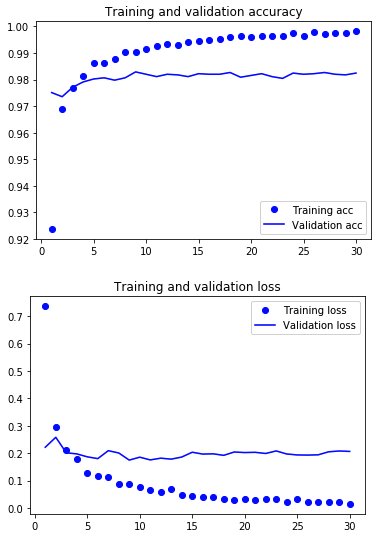 Training and validation accuracy
1.00
0.99
0.98
0.97
0.96
0.95
0.94
0.93
0.92
Training acc
Validation acc
0 5 10 15 20 25 30
Training and validation loss
0.7
0.6
0.5
0.4
0.3
0.2
0.1
0.0
Training loss
Validation loss
0 5 10 15 20 25 30